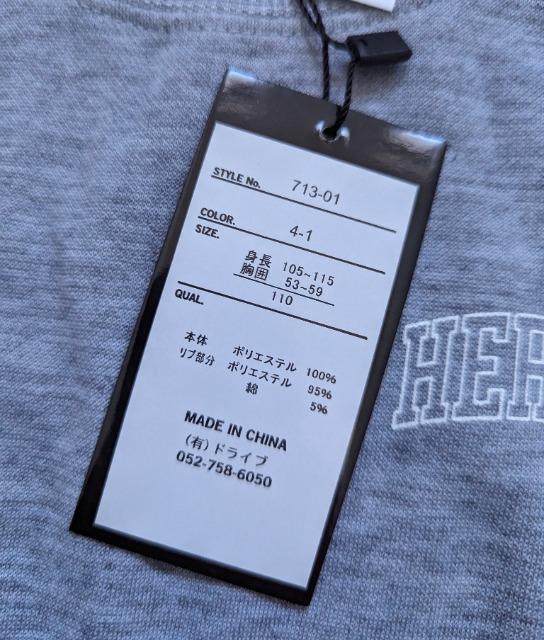 STYLE No. 713-01
COLOR. 4-1
SIZE.
身長 105~115
胸囲 53~59
110
QUAL.
本体 ポリエステル 100%
リブ部分 ポリエステル 95%
綿 5%
MADE IN CHINA
(有)ドライブ
052-758-6050
HER